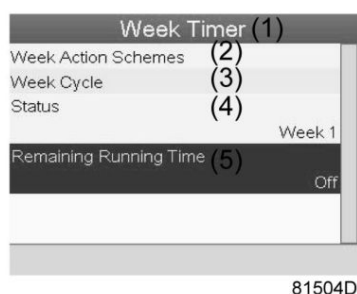 Week Timer (1)
Week Action Schemes (2)
Week Cycle (3)
Status (4)
Week 1
Remaining Running Time (5)
Off
81504D